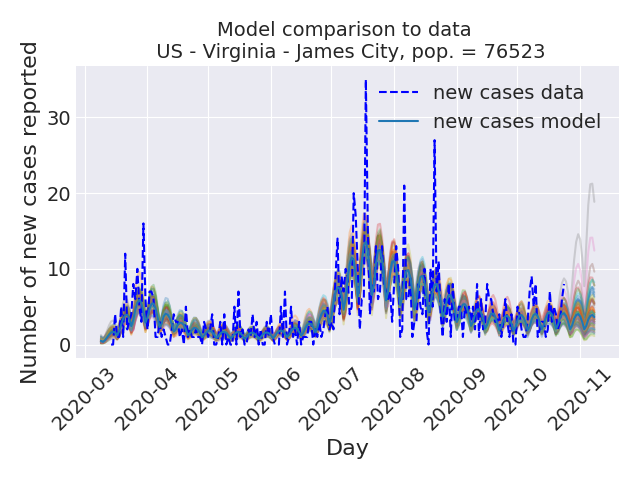 Model comparison to data
US - Virginia - James City, pop. = 76523
Number of new cases reported
30
20
10
0
new cases data
new cases model
2020-03
2020-04
2020-05
2020-06
2020-07
2020-08
2020-09
2020-10
2020-11
Day